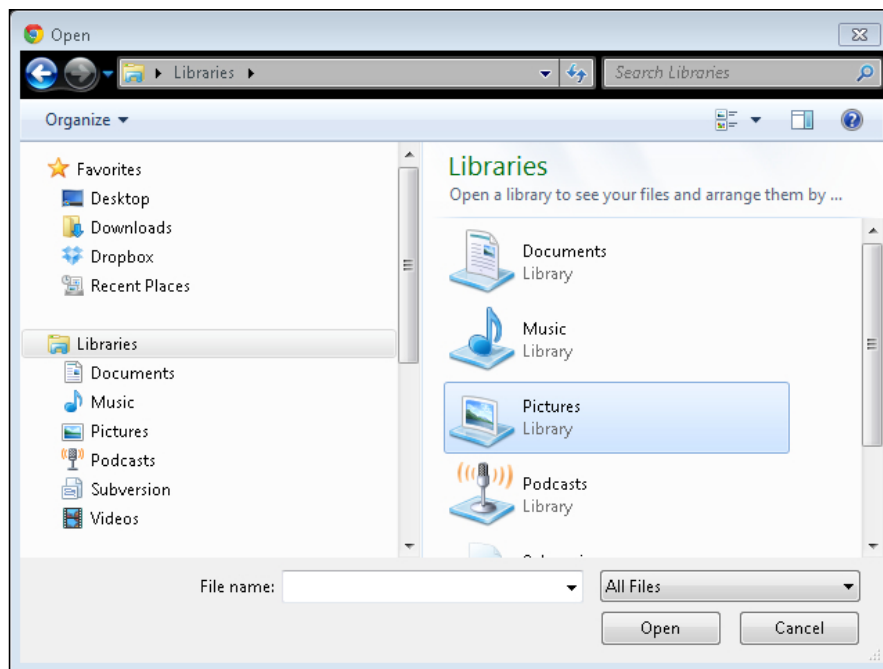 Open
Libraries
Search Libraries
Organize
Favorites
Desktop
Downloads
Dropbox
Recent Places
Libraries
Documents
Music
Pictures
Podcasts
Subversion
Videos
Libraries
Open a library to see your files and arrange them by ...
Documents
Library
Music
Library
Pictures
Library
Podcasts
Library
File name:
All Files
Open
Cancel